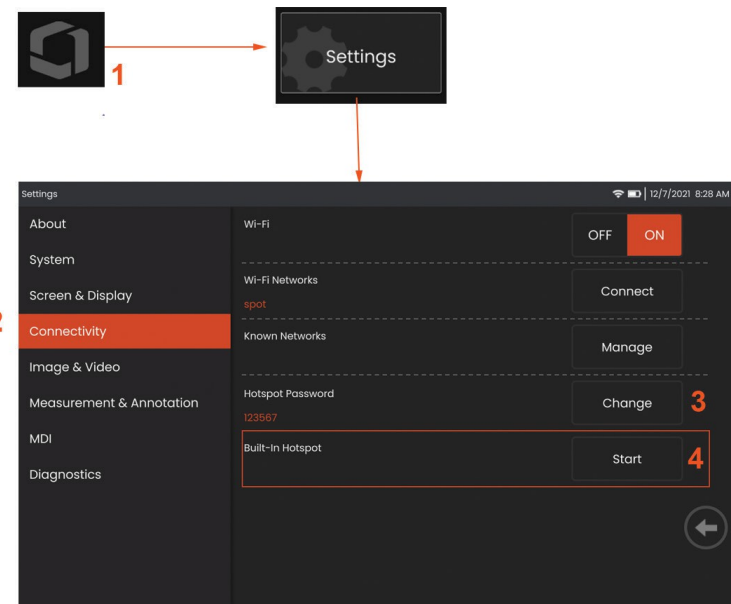 1
Settings
Settings
12/7/2021 8:28 AM
About
System
Screen & Display
2
Connectivity
Image & Video
Measurement & Annotation
MDI
Diagnostics
Wi-Fi
OFF ON
Wi-Fi Networks
spot
Connect
Known Networks
Manage
Hotspot Password
123567
Change
3
Built-In Hotspot
Start
4